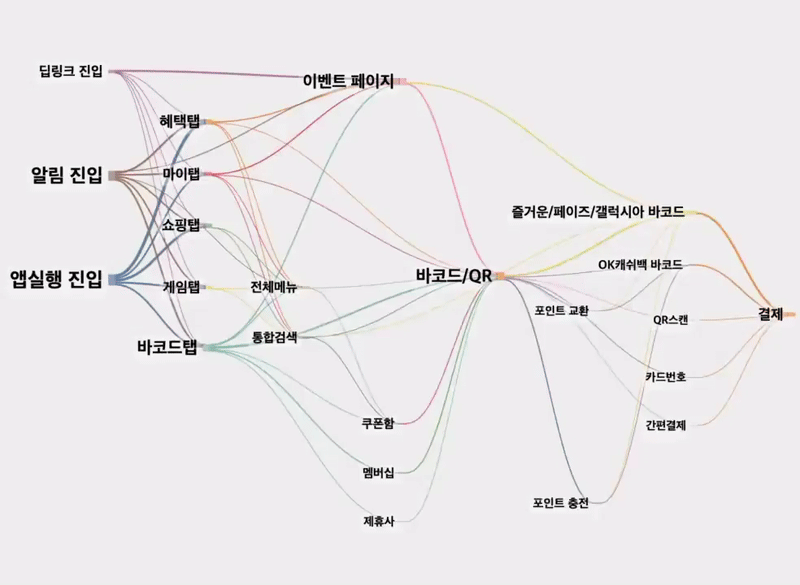 딥링크 진입
알림 진입
앱실행 진입
혜택탭
마이탭
쇼핑탭
게임탭
바코드탭
전체메뉴
통합검색
이벤트 페이지
쿠폰함
멤버십
제휴사
바코드/QR
포인트 교환
포인트 충전
즐거운/페이즈/갤럭시아 바코드
OK캐쉬백 바코드
QR스캔
카드번호
간편결제
결제